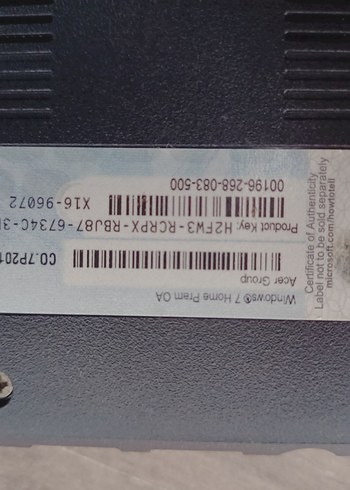 Windows®7 Home Prem OA
Acer Group
Product Key: H2FW3-RCRPX-RBJ87-6734C-
00196-268-083-500 X16-96072
Certificate of Authenticity
Label not to be sold separately
microsoft.com/howtotell